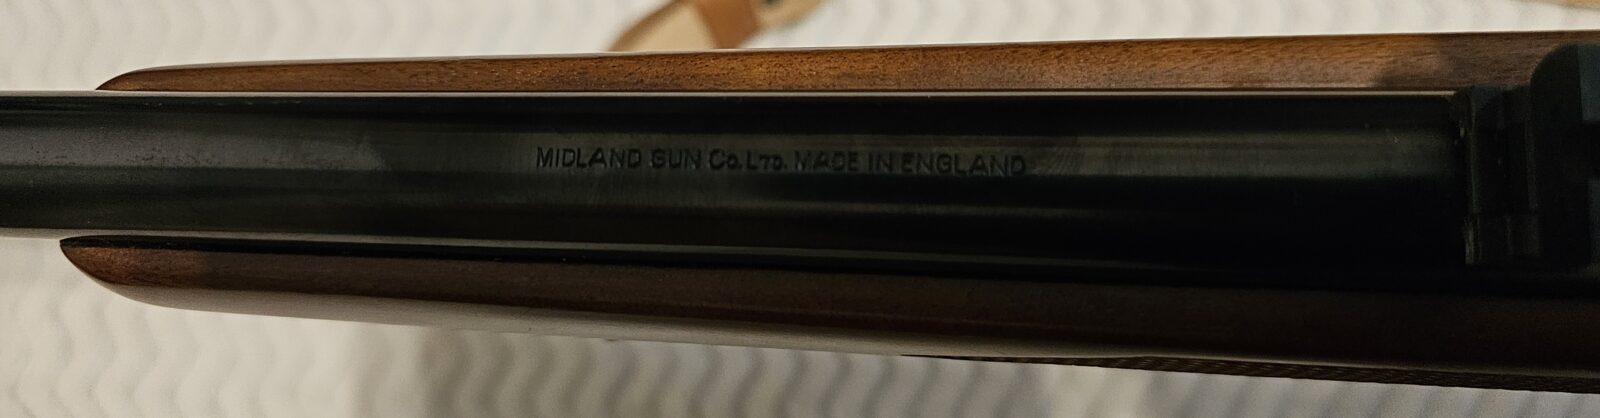 MIDLAND GUN Co. LTD. MADE IN ENGLAND